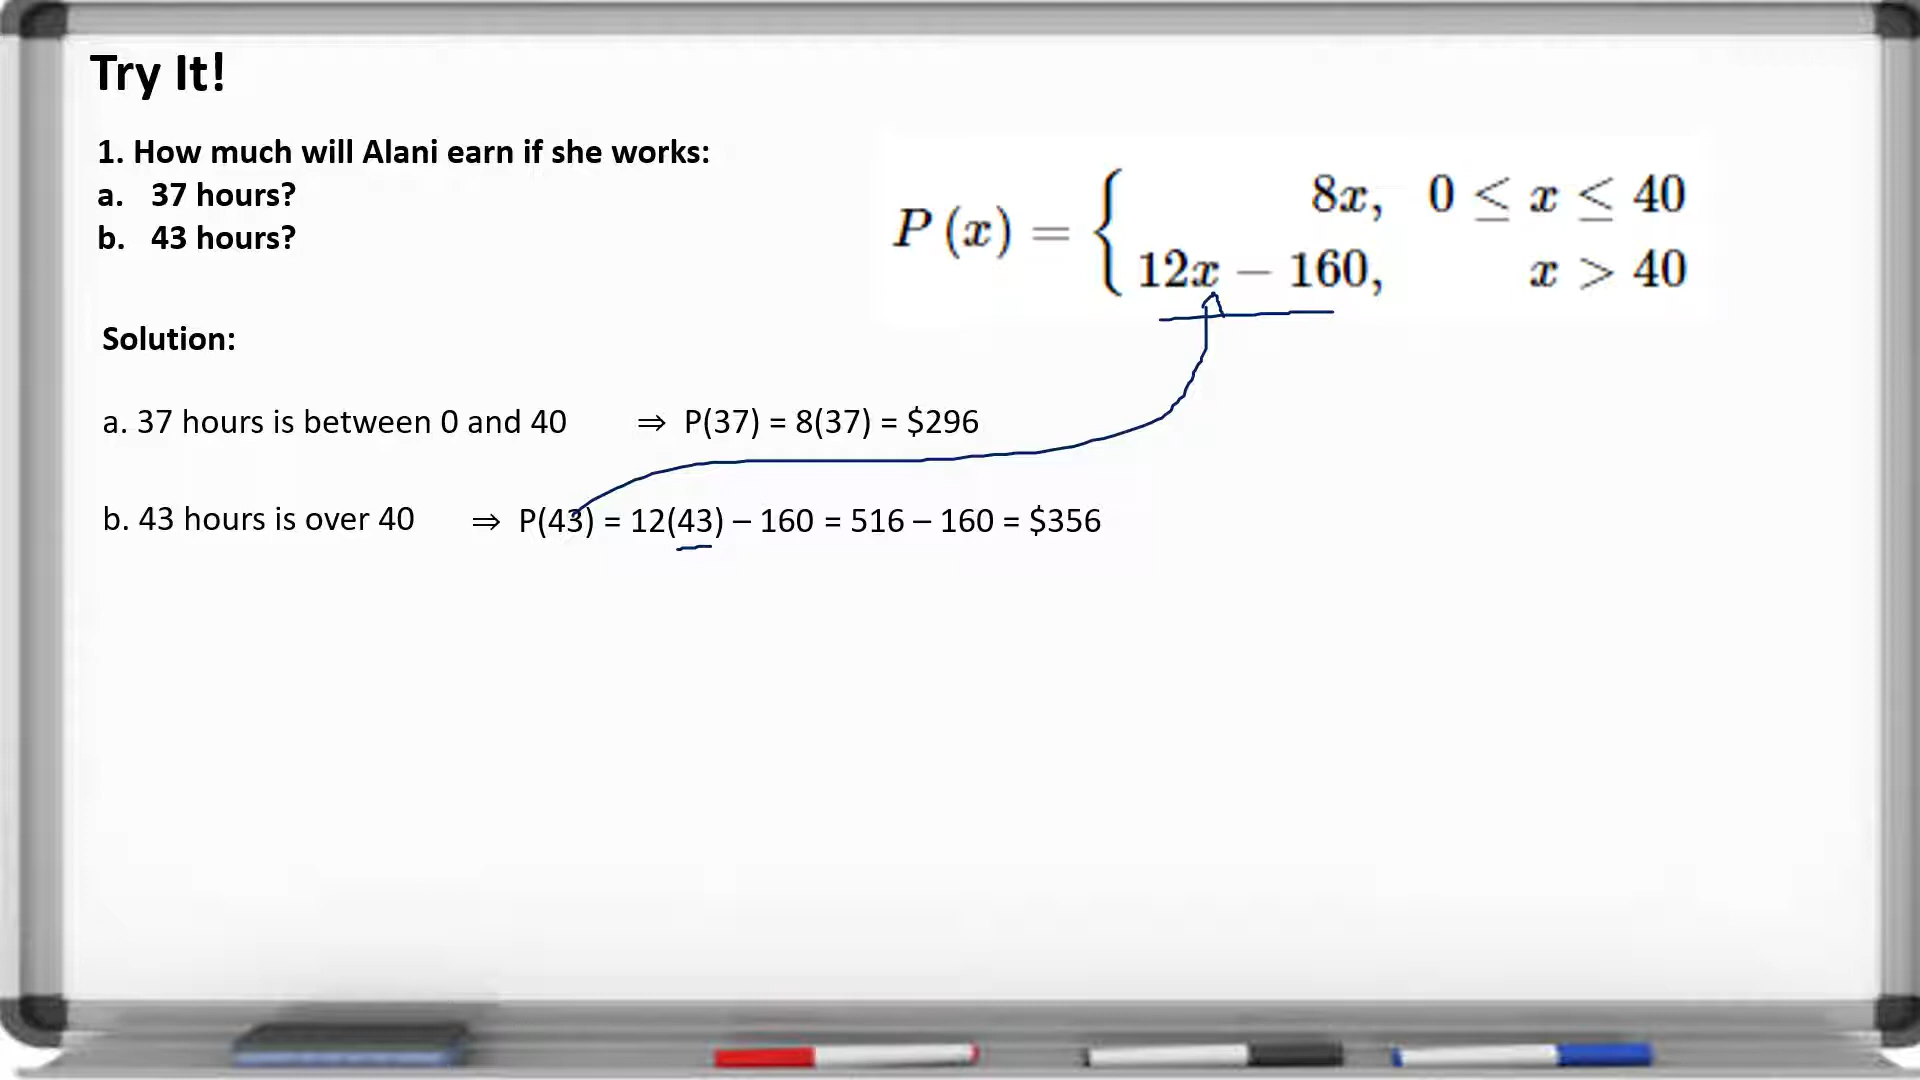 Try It!
1. How much will Alani earn if she works:
a. 37 hours?
b. 43 hours?
P (x) = { 8x, 0 ≤ x ≤ 40
12x − 160, x > 40
Solution:
a. 37 hours is between 0 and 40 ⇒ P(37) = 8(37) = $296
b. 43 hours is over 40 ⇒ P(43) = 12(43) – 160 = 516 – 160 = $356